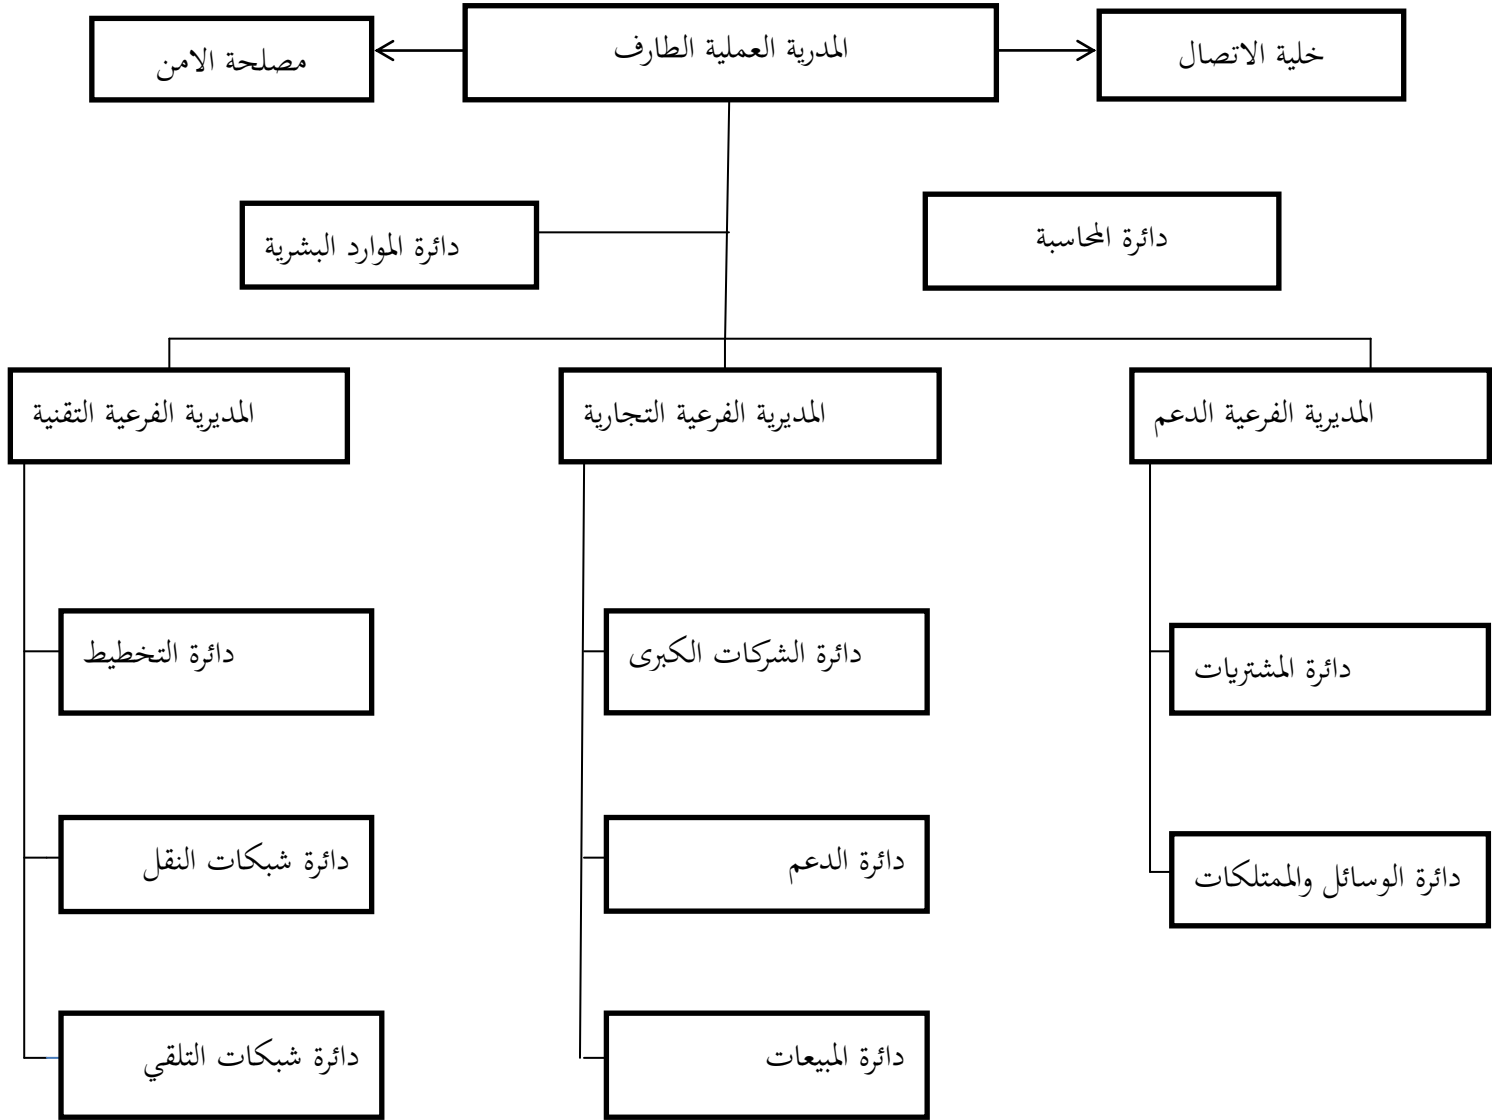 خلية الاتصال
المدرية العملية الطارف
مصلحة الامن
دائرة المحاسبة
دائرة الموارد البشرية
المديرية الفرعية الدعم
المديرية الفرعية التجارية
المديرية الفرعية التقنية
دائرة المشتريات
دائرة الشركات الكبرى
دائرة التخطيط
دائرة الوسائل والممتلكات
دائرة الدعم
دائرة شبكات النقل
دائرة المبيعات
دائرة شبكات التلقي